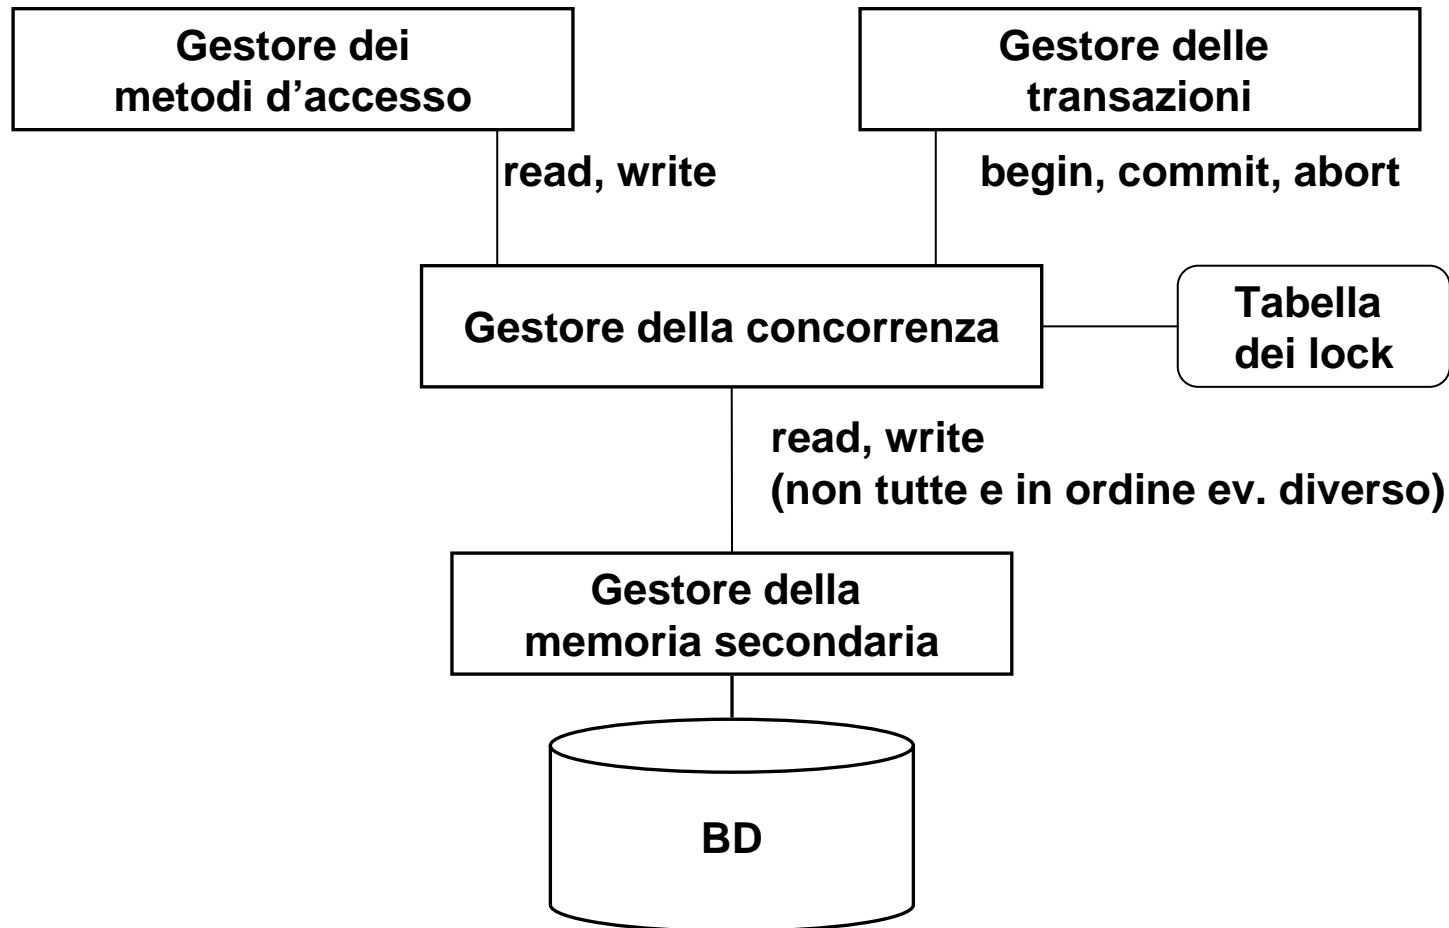 Gestore dei
metodi d’accesso
Gestore delle
transazioni
read, write
begin, commit, abort
Gestore della concorrenza
Tabella
dei lock
read, write
(non tutte e in ordine ev. diverso)
Gestore della
memoria secondaria
BD